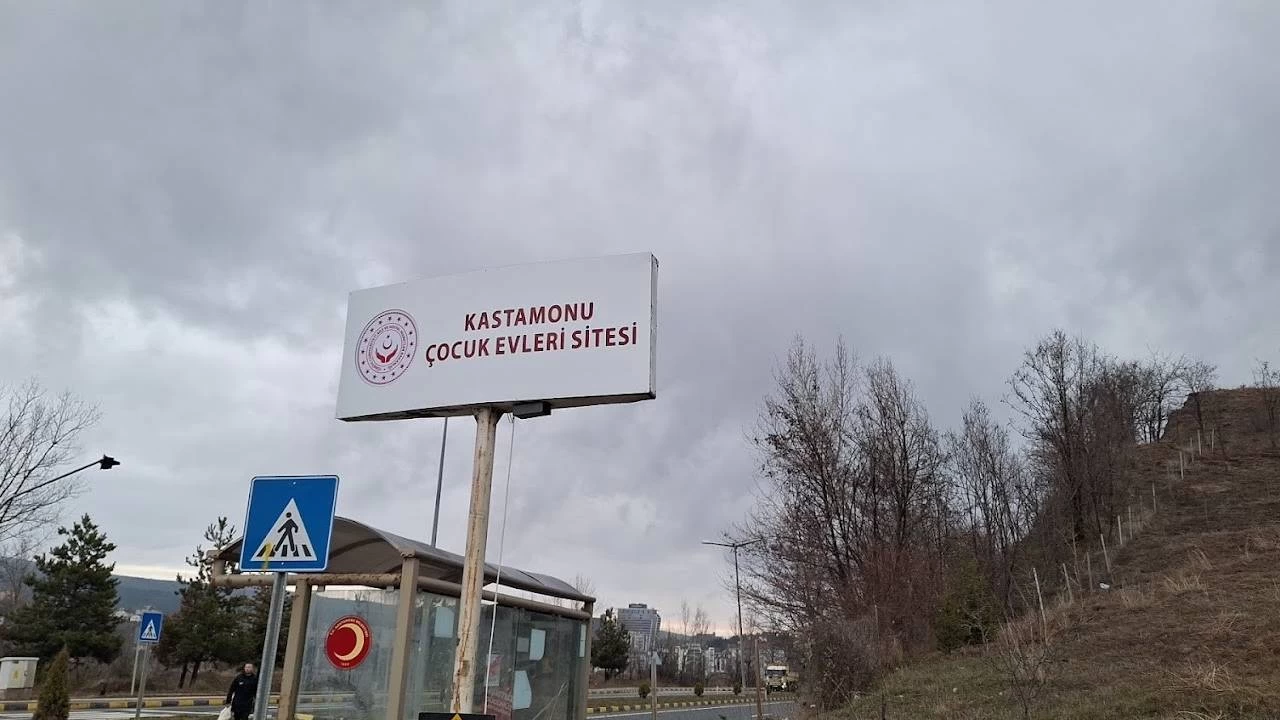 KASTAMONU
ÇOCUK EVLERİ SİTESİ